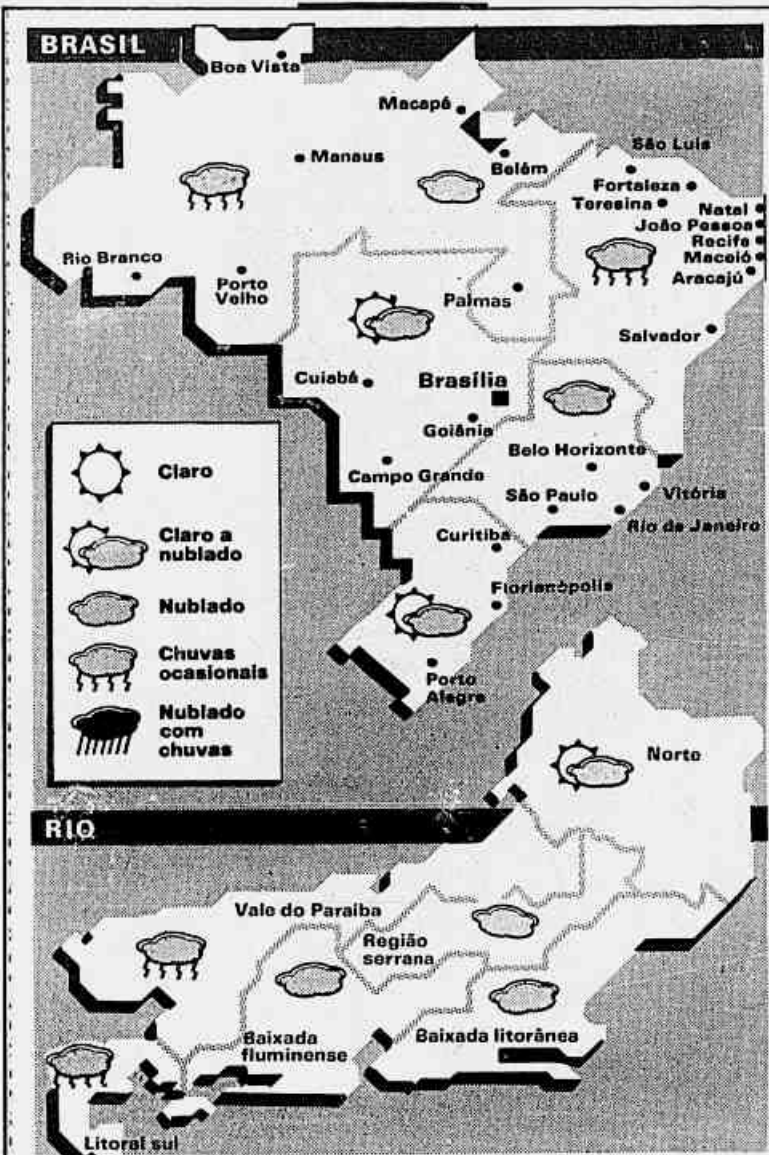 BRASIL
Boa Vista
Macapá
Manaus
Belém
São Luis
Fortaleza
Teresina
Natal
João Pessoa
Recife
Maceió
Aracajú
Rio Branco
Porto
Velho
Palmas
Salvador
Cuiabá
Brasília
Goiânia
Belo Horizonte
Campo Grande
São Paulo
Vitória
Rio de Janeiro
Curitiba
Florianópolis
Porto
Alegre
Claro
Claro a
nublado
Nublado
Chuvas
ocasionais
Nublado
com
chuvas
Norte
RIO
Vale do Paraiba
Região
serrana
Baixada
fluminense
Baixada litorânea
Litoral sul